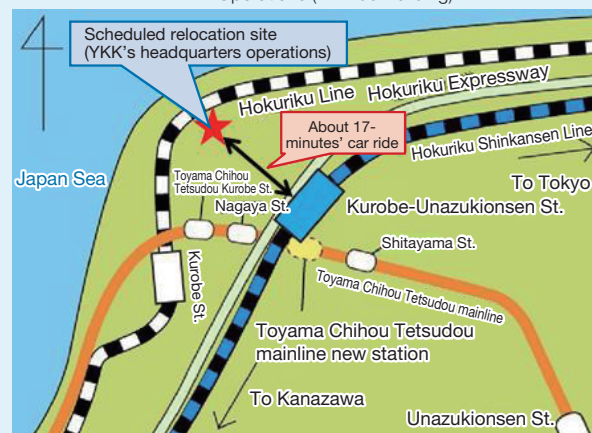 Scheduled relocation site
(YKK's headquarters operations)
Hokuriku Line
Hokuriku Expressway
About 17-
minutes' car ride
Hokuriku Shinkansen Line
Japan Sea
Toyama Chihou
Tetsudou Kurobe St.
Nagaya St.
To Tokyo
Kurobe-Unazukionsen St.
Shitayama St.
Kurobe St.
Toyama Chihou Tetsudou mainline
Toyama Chihou Tetsudou
mainline new station
To Kanazawa
Unazukionsen St.